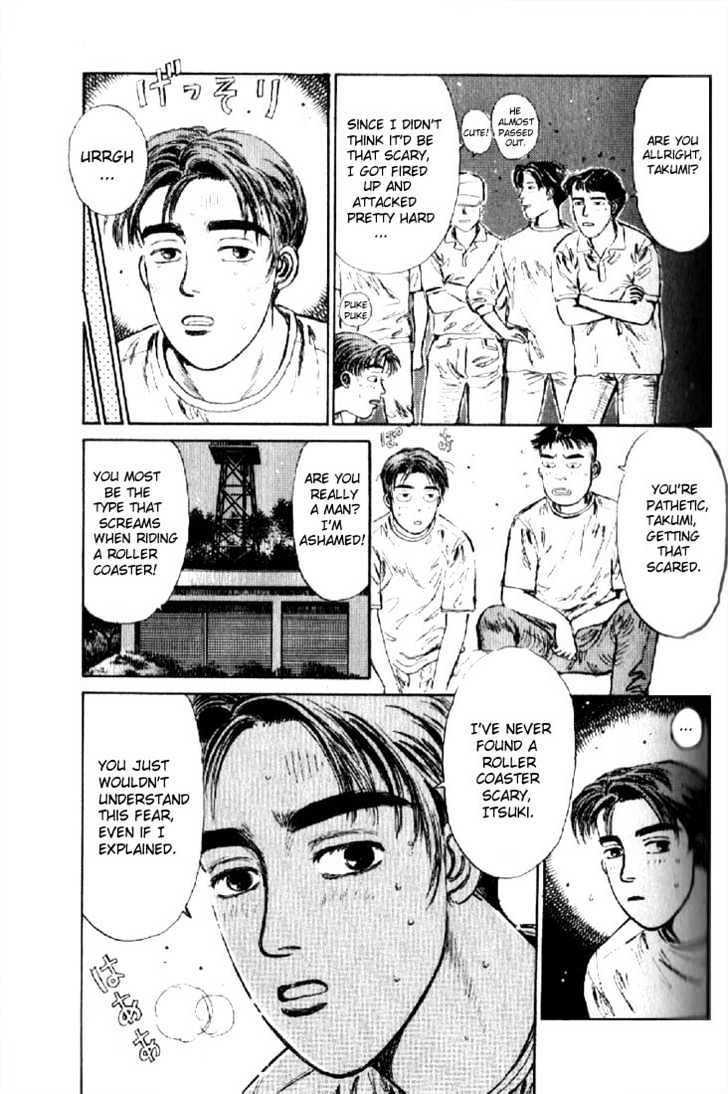 ARE YOU
ALLRIGHT,
TAKUMI?
HE
ALMOST
PASSED
OUT.
CUTE!
SINCE I DIDN'T
THINK IT'D BE
THAT SCARY,
I GOT FIRED
UP AND
ATTACKED
PRETTY HARD
...
PUKE
PUKE
げっそり
URRGH
...
YOU'RE
PATHETIC,
TAKUMI,
GETTING
THAT
SCARED.
ARE YOU
REALLY
A MAN?
I'M
ASHAMED!
YOU MOST
BE THE
TYPE THAT
SCREAMS
WHEN RIDING
A ROLLER
COASTER!
...
I'VE NEVER
FOUND A
ROLLER
COASTER
SCARY,
ITSUKI.
YOU JUST
WOULDN'T
UNDERSTAND
THIS FEAR,
EVEN IF I
EXPLAINED.
はぁぁぁ